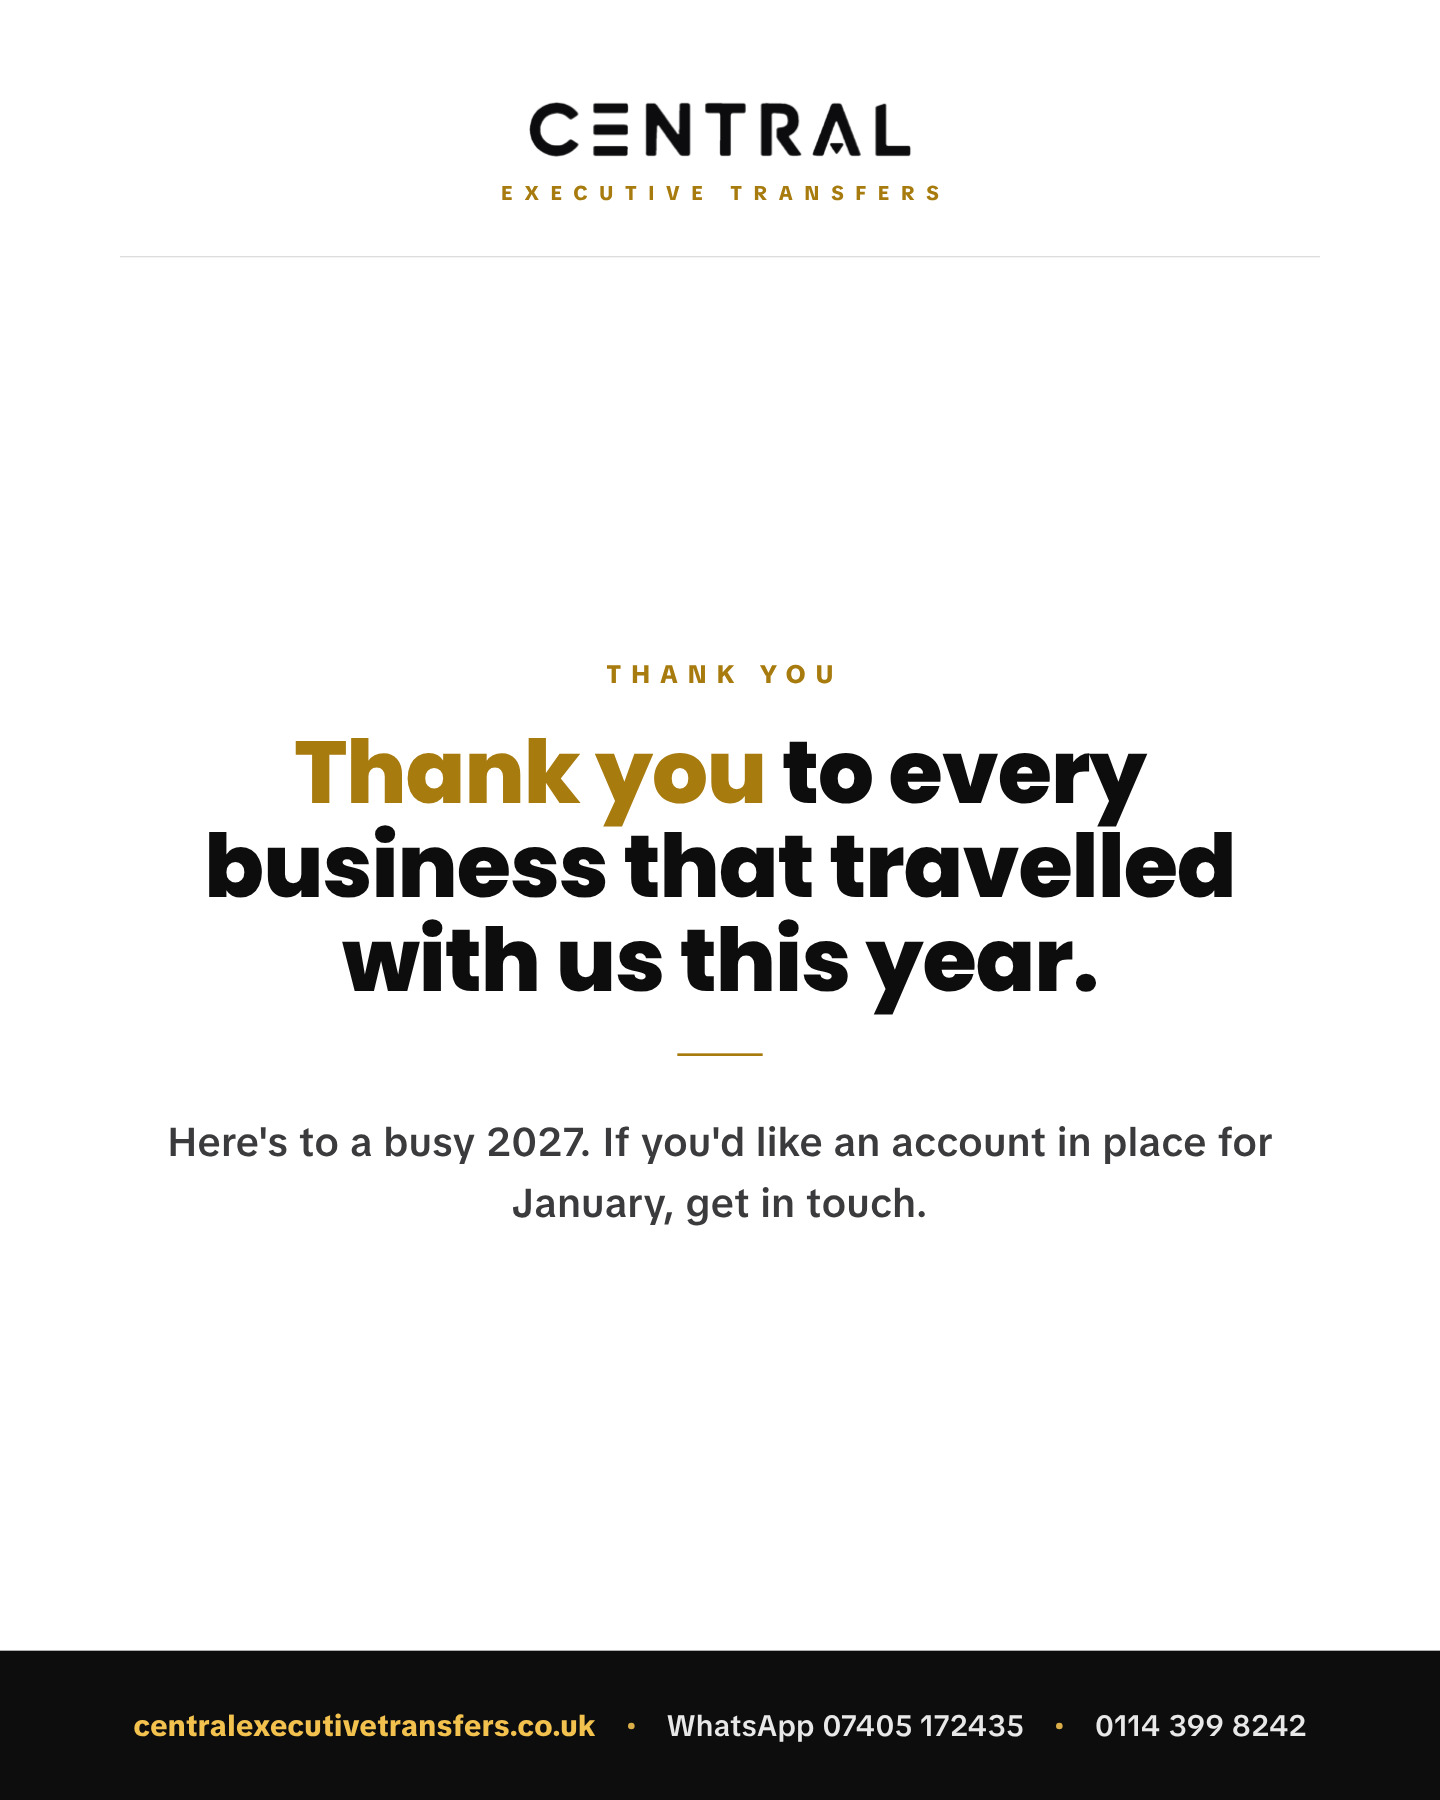 CENTRAL
EXECUTIVE TRANSFERS
THANK YOU
Thank you to every
business that travelled
with us this year.
Here's to a busy 2027. If you'd like an account in place for
January, get in touch.
centralexecutivetransfers.co.uk • WhatsApp 07405 172435 • 0114 399 8242